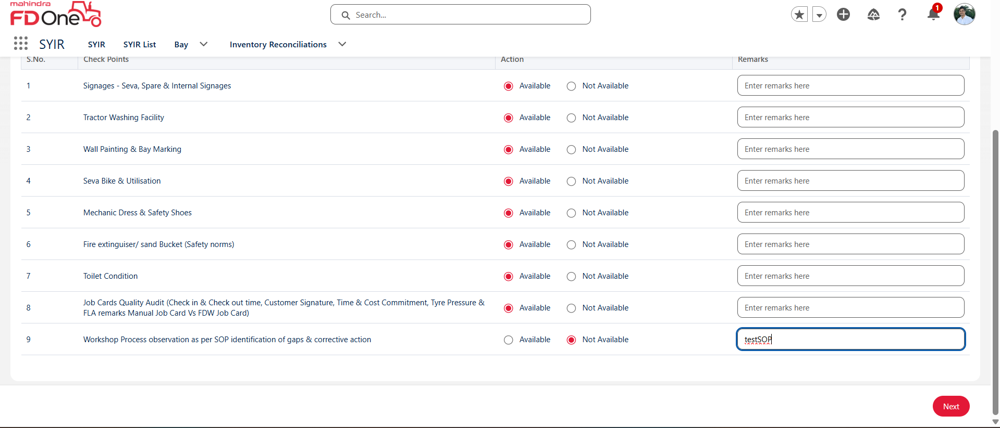 mahindra
FDOne
Search...
1
SYIR
SYIR
SYIR List
Bay
Inventory Reconciliations
S.No.
Check Points
Action
Remarks
1
Signages - Seva, Spare & Internal Signages
Available
Not Available
Enter remarks here
2
Tractor Washing Facility
Available
Not Available
Enter remarks here
3
Wall Painting & Bay Marking
Available
Not Available
Enter remarks here
4
Seva Bike & Utilisation
Available
Not Available
Enter remarks here
5
Mechanic Dress & Safety Shoes
Available
Not Available
Enter remarks here
6
Fire extinguiser/ sand Bucket (Safety norms)
Available
Not Available
Enter remarks here
7
Toilet Condition
Available
Not Available
Enter remarks here
8
Job Cards Quality Audit (Check in & Check out time, Customer Signature, Time & Cost Commitment, Tyre Pressure &
FLA remarks Manual Job Card Vs FDW Job Card)
Available
Not Available
Enter remarks here
9
Workshop Process observation as per SOP identification of gaps & corrective action
Available
Not Available
testSOP
Next